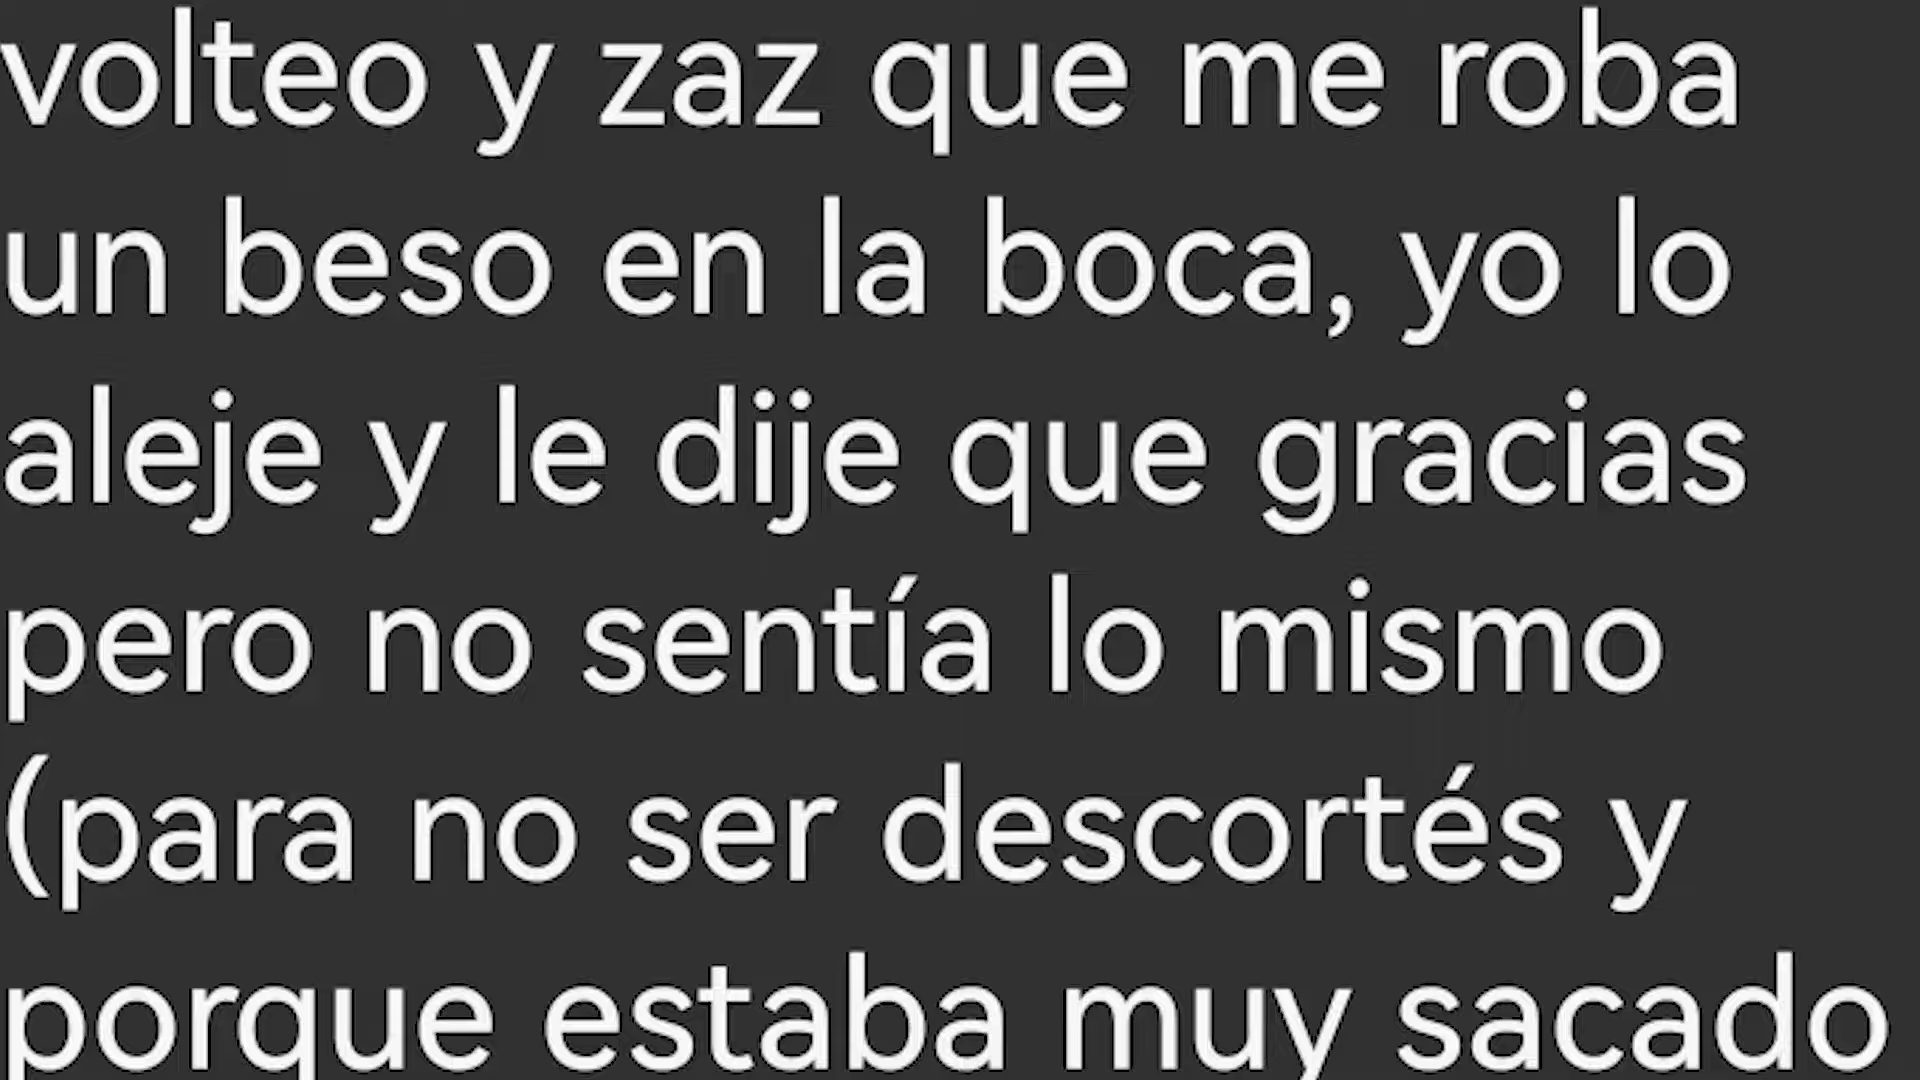 volteo y zaz que me roba
un beso en la boca, yo lo
aleje y le dije que gracias
pero no sentía lo mismo
(para no ser descortés y
porque estaba muy sacado